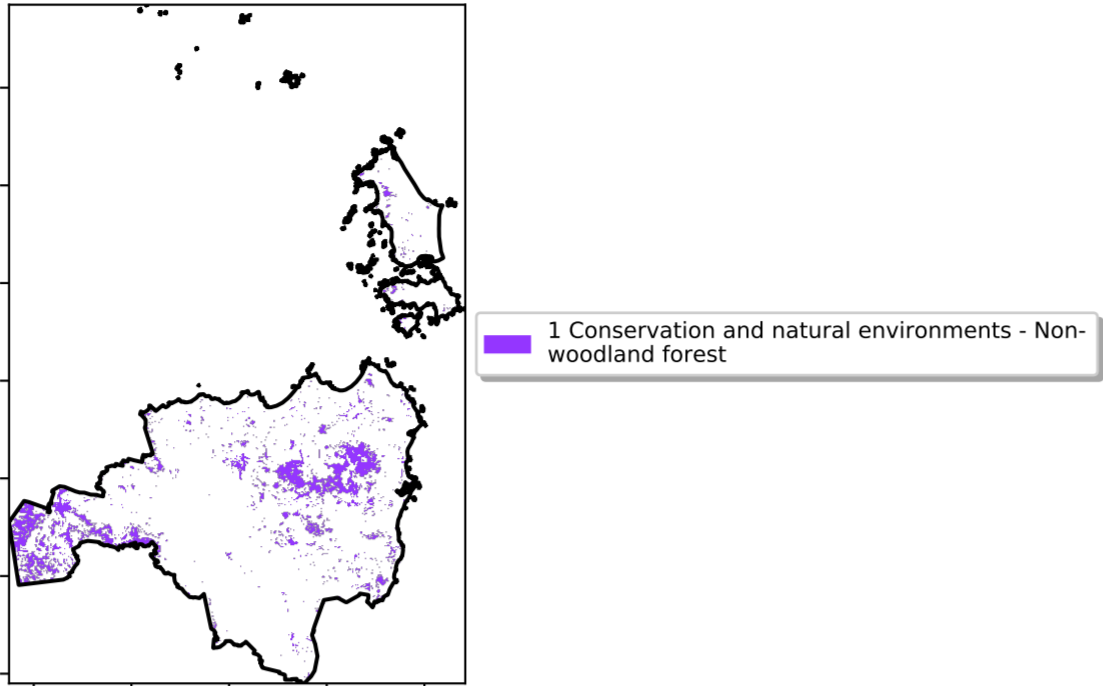 1 Conservation and natural environments - Non-
woodland forest